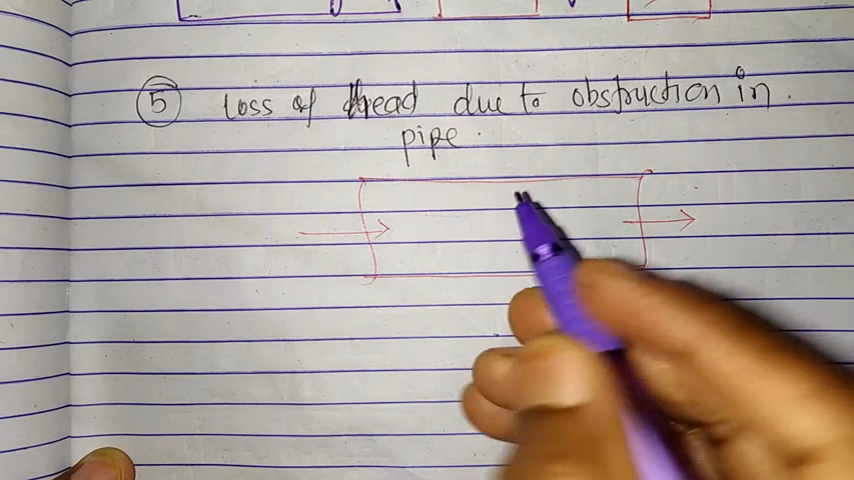 5 Loss of head due to obstruction in.
pipe.